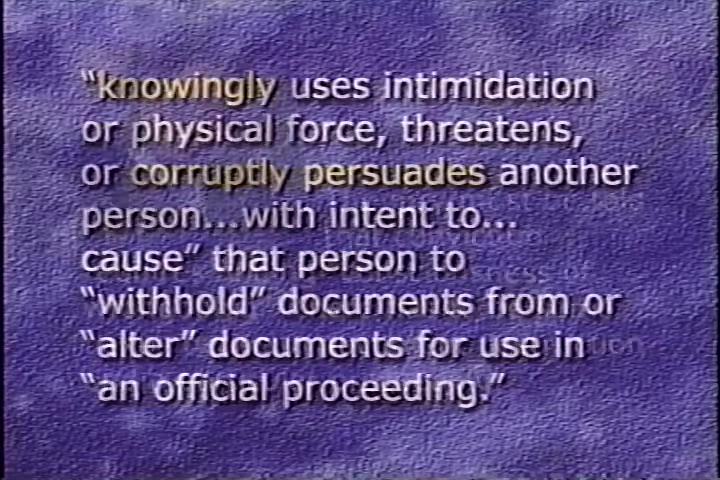 “knowingly uses intimidation
or physical force, threatens,
or corruptly persuades another
person...with intent to...
cause” that person to
“withhold” documents from or
“alter” documents for use in
“an official proceeding.”